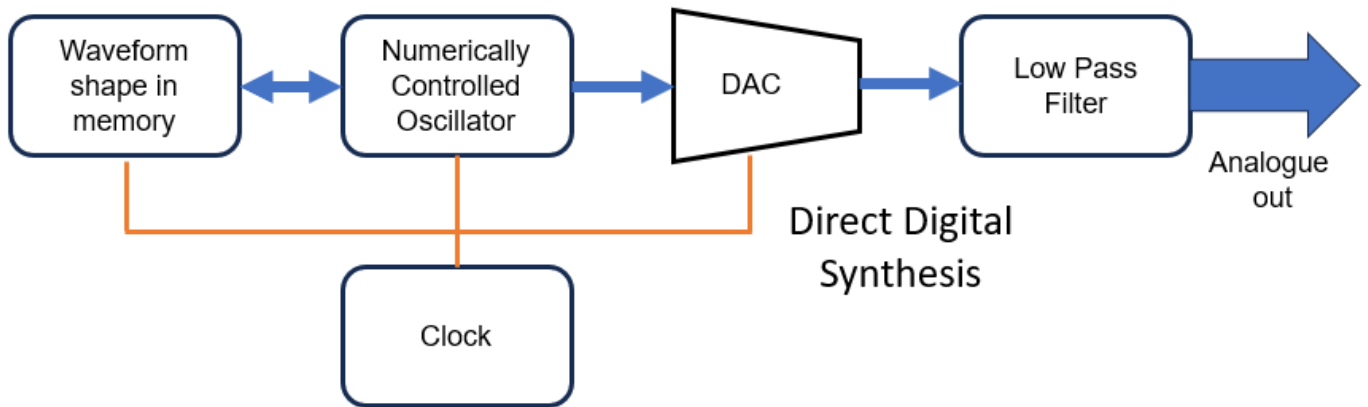 Waveform
shape in
memory
Numerically
Controlled
Oscillator
DAC
Low Pass
Filter
Analogue
out
Direct Digital
Synthesis
Clock